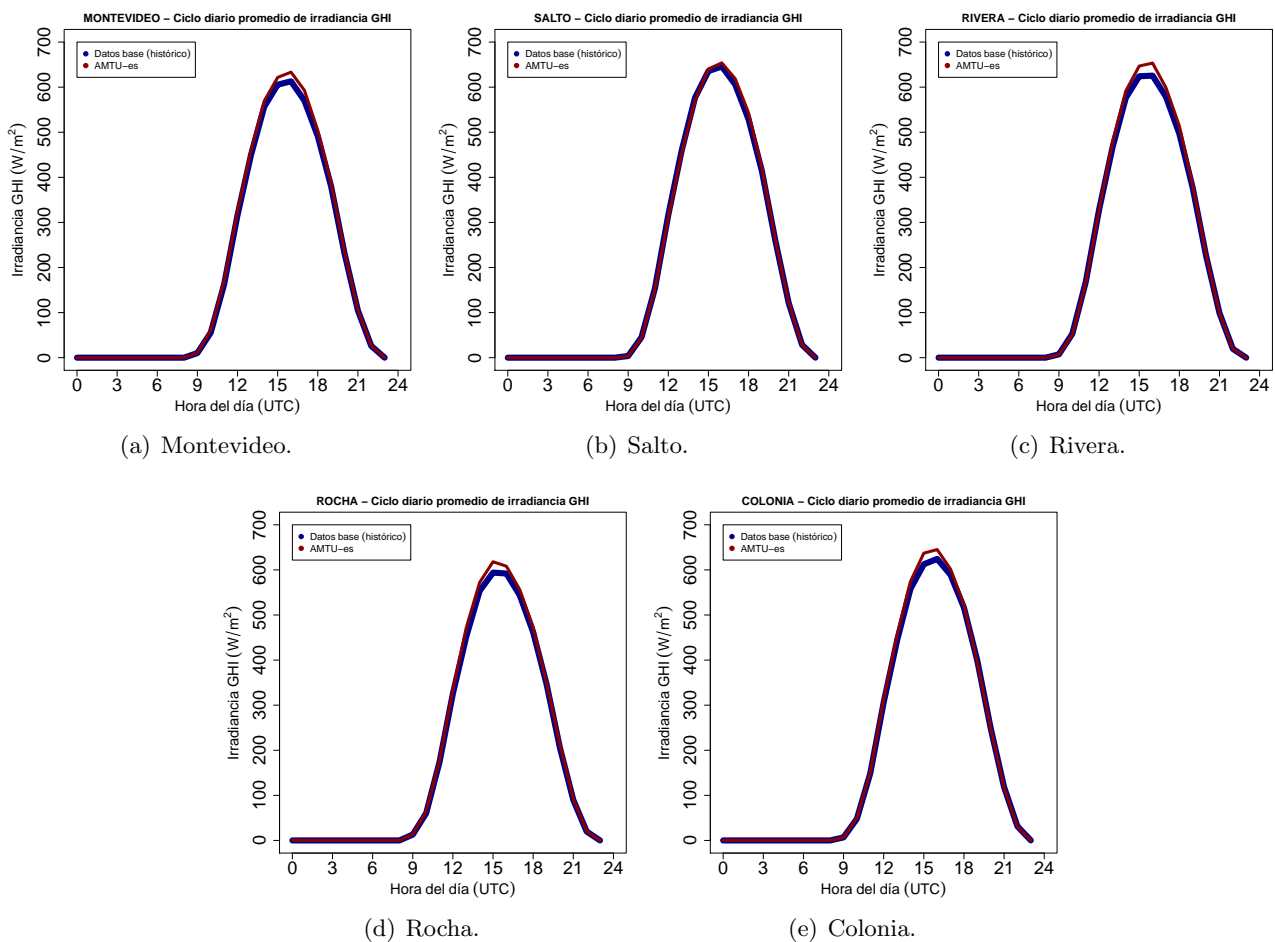 MONTEVIDEO − Ciclo diario promedio de irradiancia GHI
Irradiancia GHI (W/m²)
700
600
500
400
300
200
100
0
Datos base (histórico)
AMTU−es
0 3 6 9 12 15 18 21 24
Hora del día (UTC)
(a) Montevideo.
SALTO − Ciclo diario promedio de irradiancia GHI
Irradiancia GHI (W/m²)
700
600
500
400
300
200
100
0
Datos base (histórico)
AMTU−es
0 3 6 9 12 15 18 21 24
Hora del día (UTC)
(b) Salto.
RIVERA − Ciclo diario promedio de irradiancia GHI
Irradiancia GHI (W/m²)
700
600
500
400
300
200
100
0
Datos base (histórico)
AMTU−es
0 3 6 9 12 15 18 21 24
Hora del día (UTC)
(c) Rivera.
ROCHA − Ciclo diario promedio de irradiancia GHI
Irradiancia GHI (W/m²)
700
600
500
400
300
200
100
0
Datos base (histórico)
AMTU−es
0 3 6 9 12 15 18 21 24
Hora del día (UTC)
(d) Rocha.
COLONIA − Ciclo diario promedio de irradiancia GHI
Irradiancia GHI (W/m²)
700
600
500
400
300
200
100
0
Datos base (histórico)
AMTU−es
0 3 6 9 12 15 18 21 24
Hora del día (UTC)
(e) Colonia.